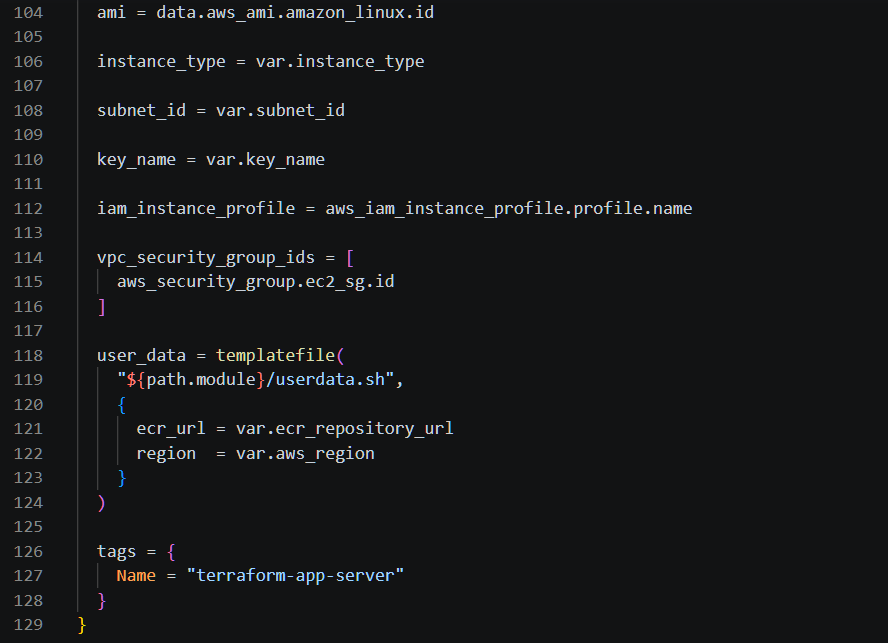 104 ami = data.aws_ami.amazon_linux.id
105
106 instance_type = var.instance_type
107
108 subnet_id = var.subnet_id
109
110 key_name = var.key_name
111
112 iam_instance_profile = aws_iam_instance_profile.profile.name
113
114 vpc_security_group_ids = [
115 aws_security_group.ec2_sg.id
116 ]
117
118 user_data = templatefile(
119 "${path.module}/userdata.sh",
120 {
121 ecr_url = var.ecr_repository_url
122 region  = var.aws_region
123 }
124 )
125
126 tags = {
127 Name = "terraform-app-server"
128 }
129 }